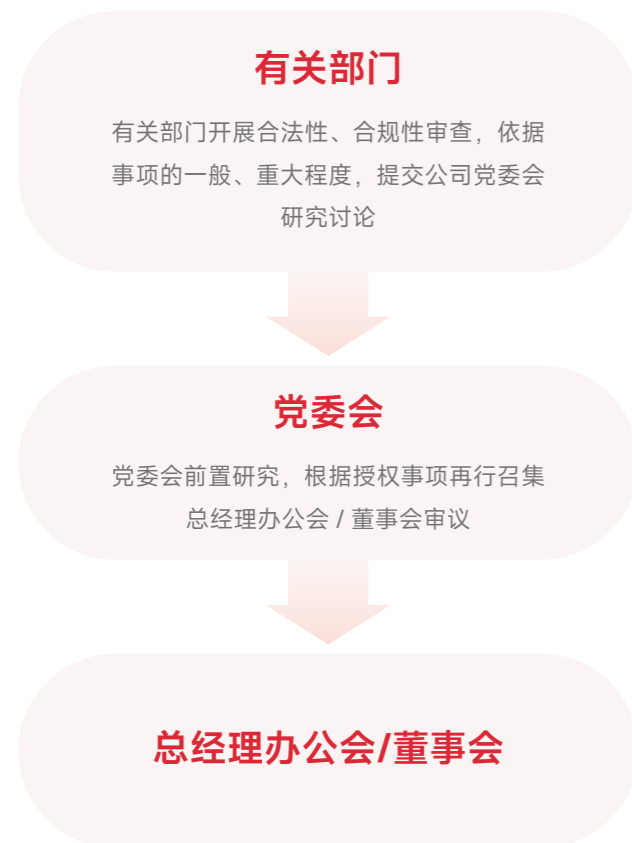 有关部门
有关部门开展合法性、合规性审查，依据
事项的一般、重大程度，提交公司党委会
研究讨论
党委会
党委会前置研究，根据授权事项再行召集
总经理办公会 / 董事会审议
总经理办公会/董事会